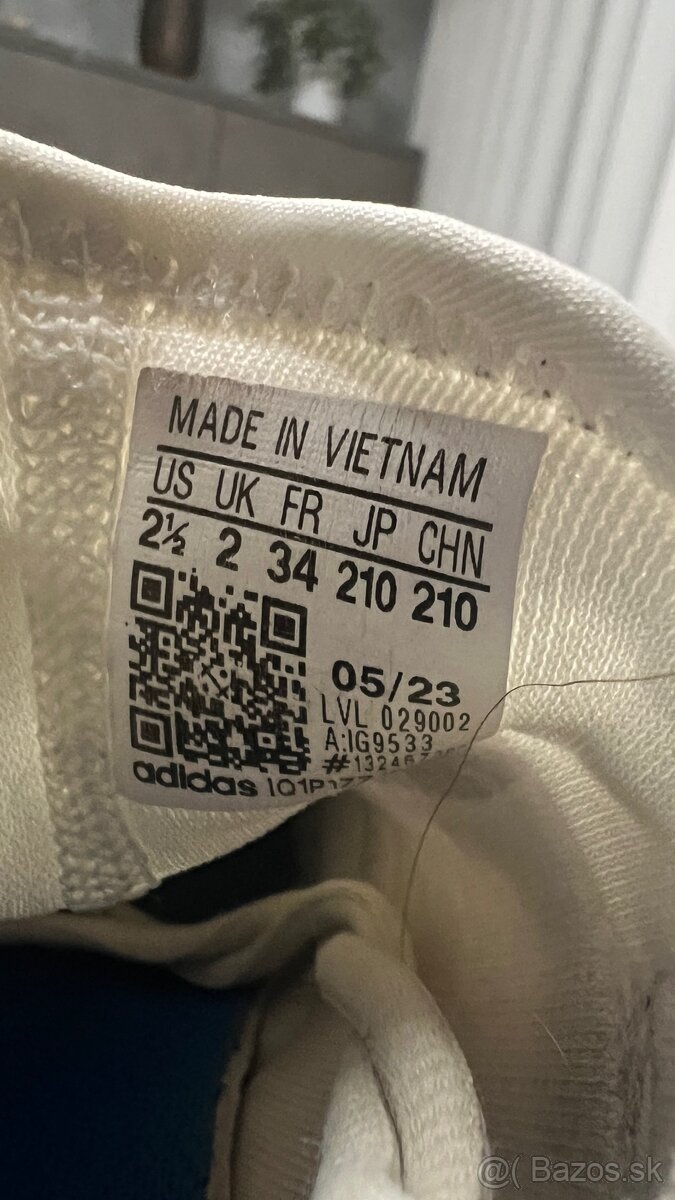 MADE IN VIETNAM
US UK FR JP CHN
2½ 2 34 210 210
05/23
LVL 029002
A:IG9533
adidas
@( Bazos.sk